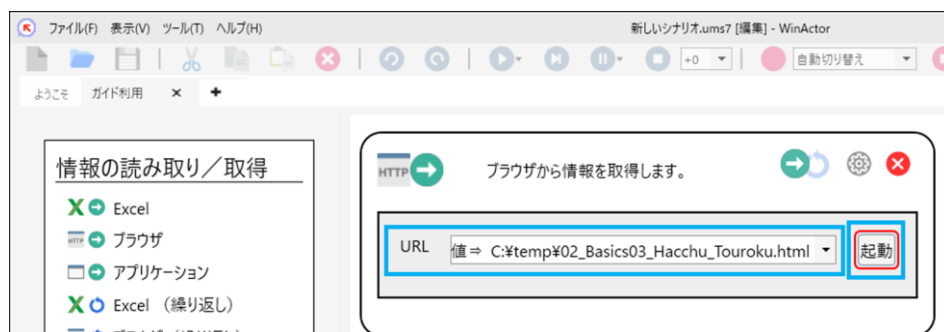 ファイル(F) 表示(V) ツール(T) ヘルプ(H) 新しいシナリオ.ums7 [編集] - WinActor
+0 自動切り替え
ようこそ ガイド利用
情報の読み取り／取得
Excel
HTTP ブラウザ
アプリケーション
Excel （繰り返し）
HTTP ブラウザから情報を取得します。
URL 値⇒ C:¥temp¥02_Basics03_Hacchu_Touroku.html 起動